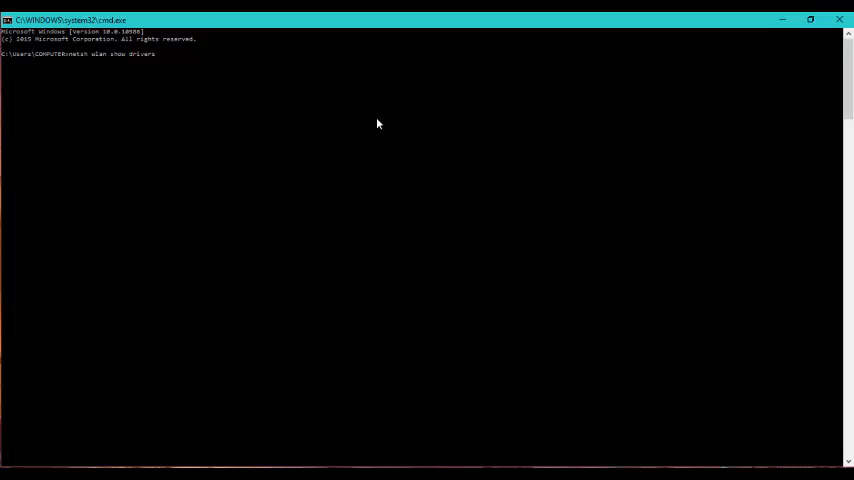 C:\WINDOWS\system32\cmd.exe
Microsoft Windows [Version 10.0.10586]
(c) 2015 Microsoft Corporation. All rights reserved.
C:\Users\COMPUTER>netsh wlan show drivers